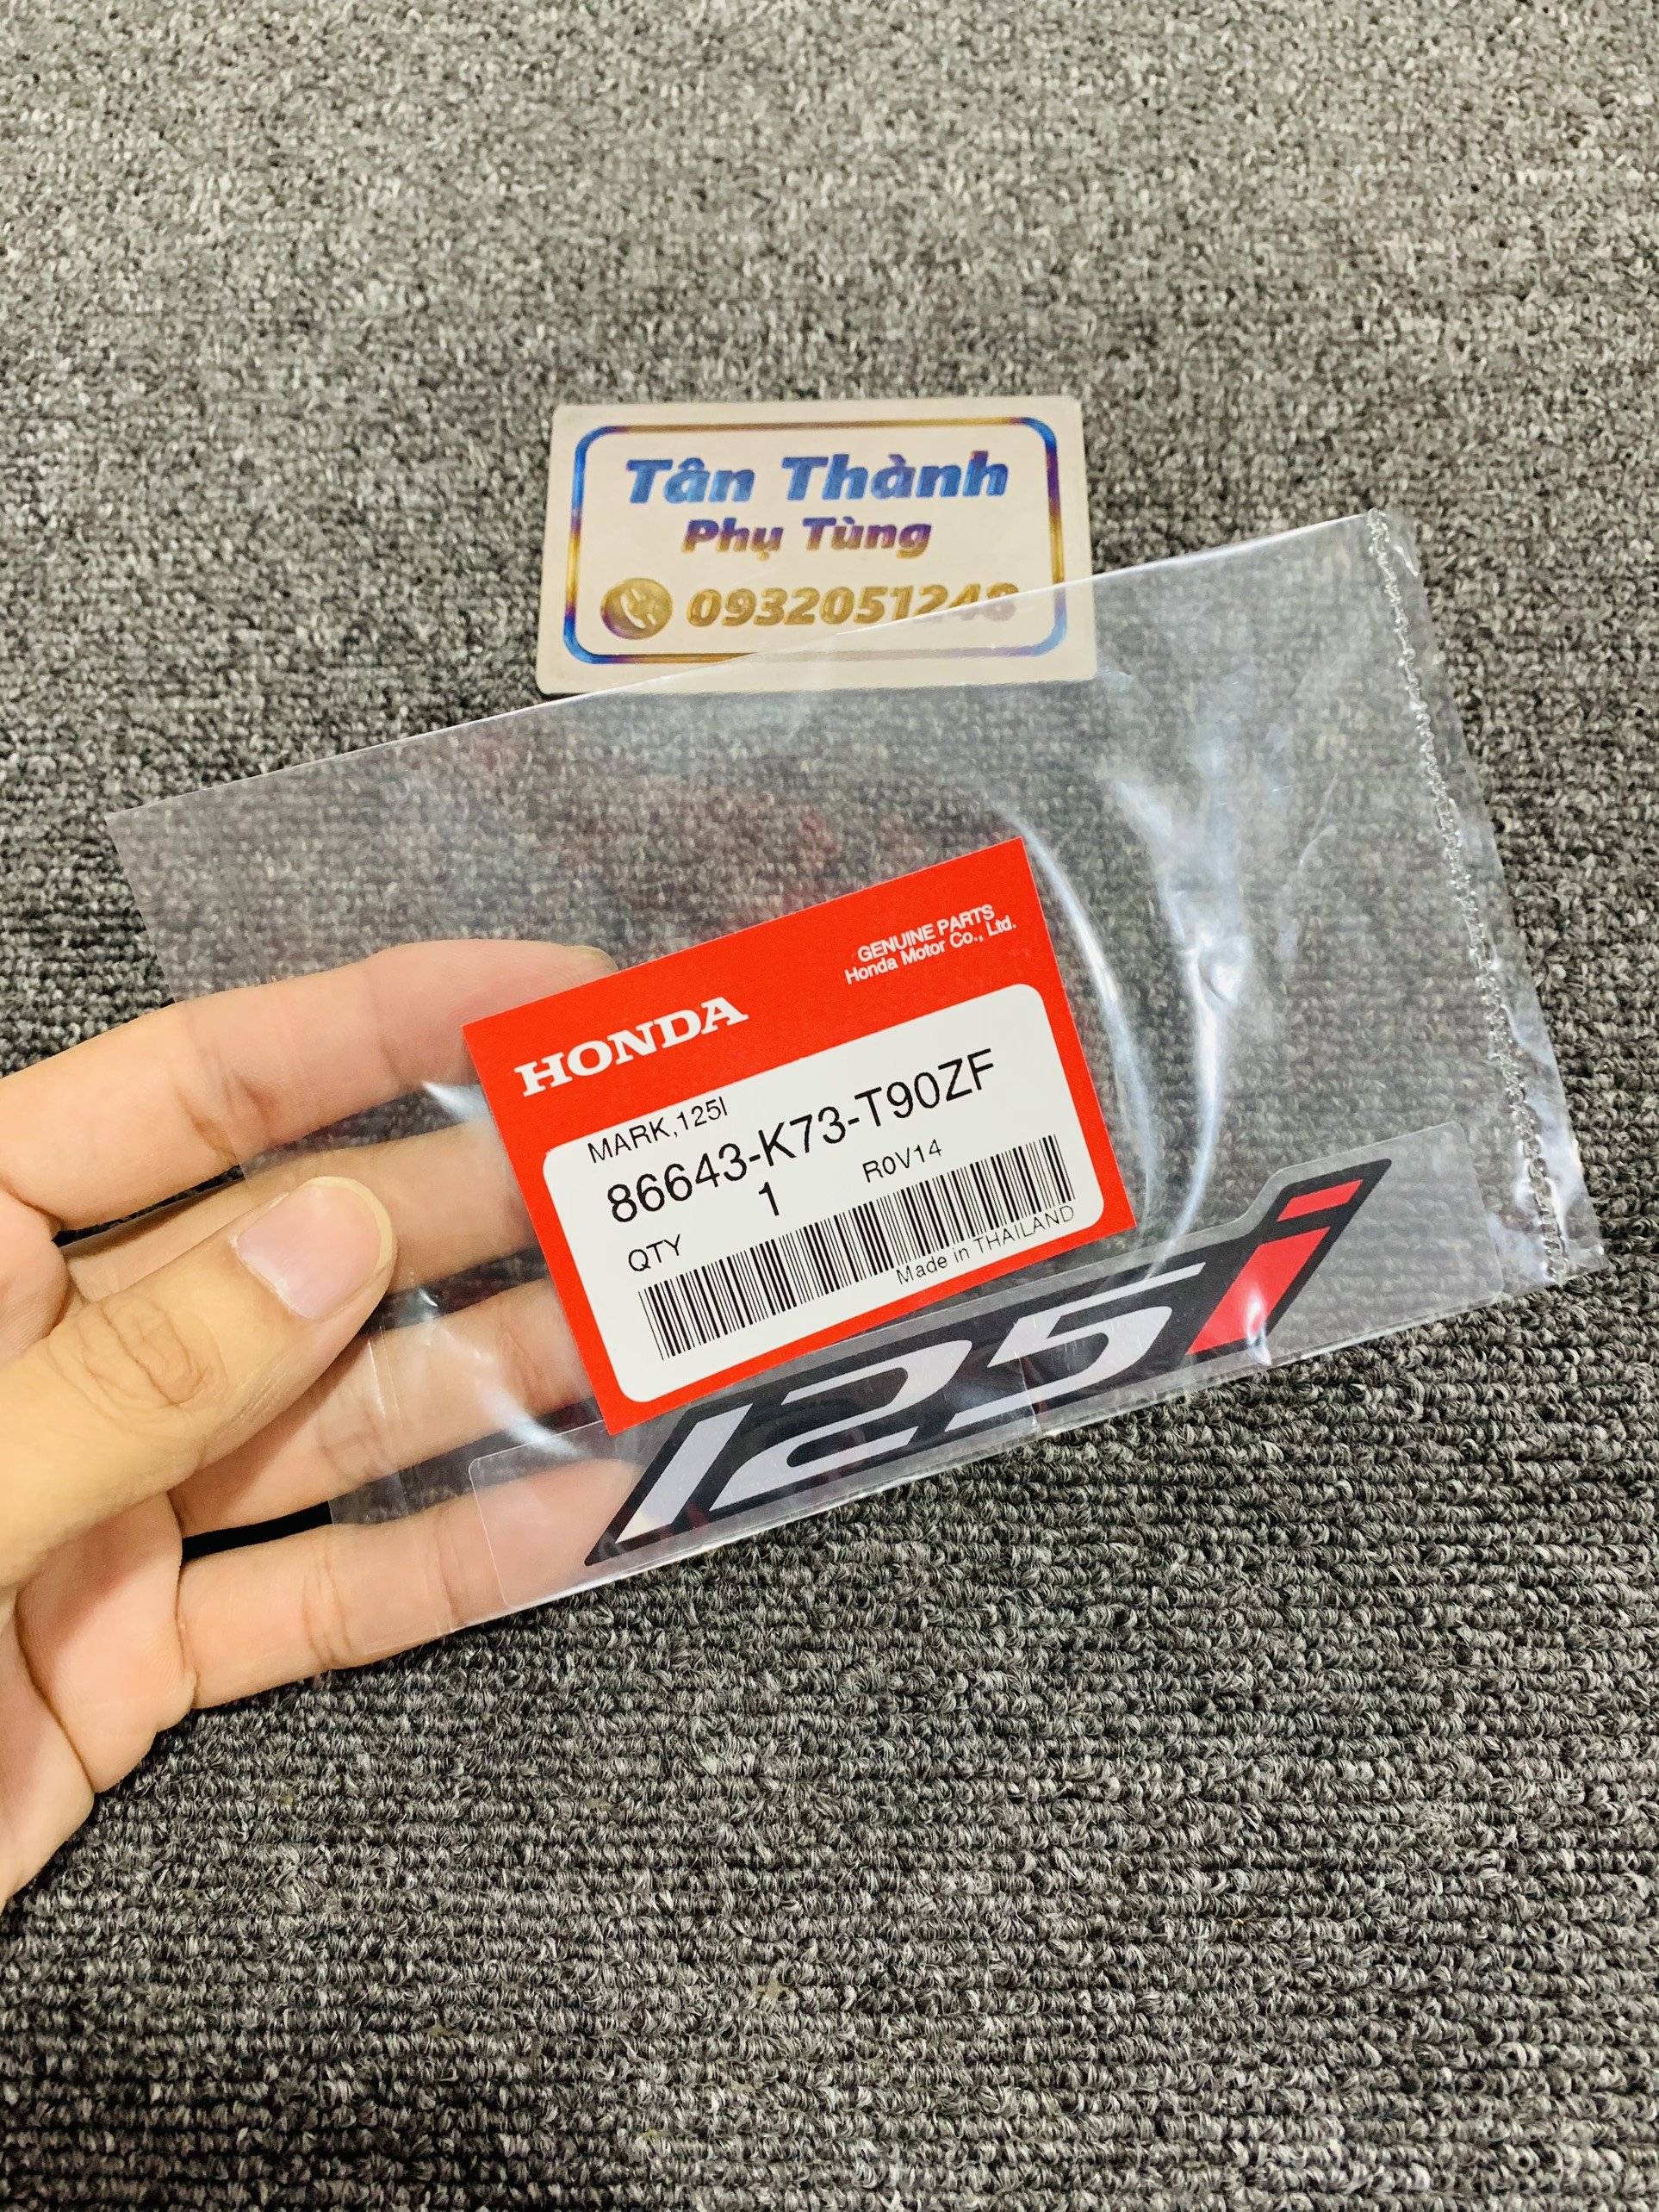 Tân Thành
Phụ Tùng
0932051248
HONDA
GENUINE PARTS
Honda Motor Co., Ltd.
MARK,125I
86643-K73-T90ZF
QTY 1 R0V14
Made in THAILAND
125i